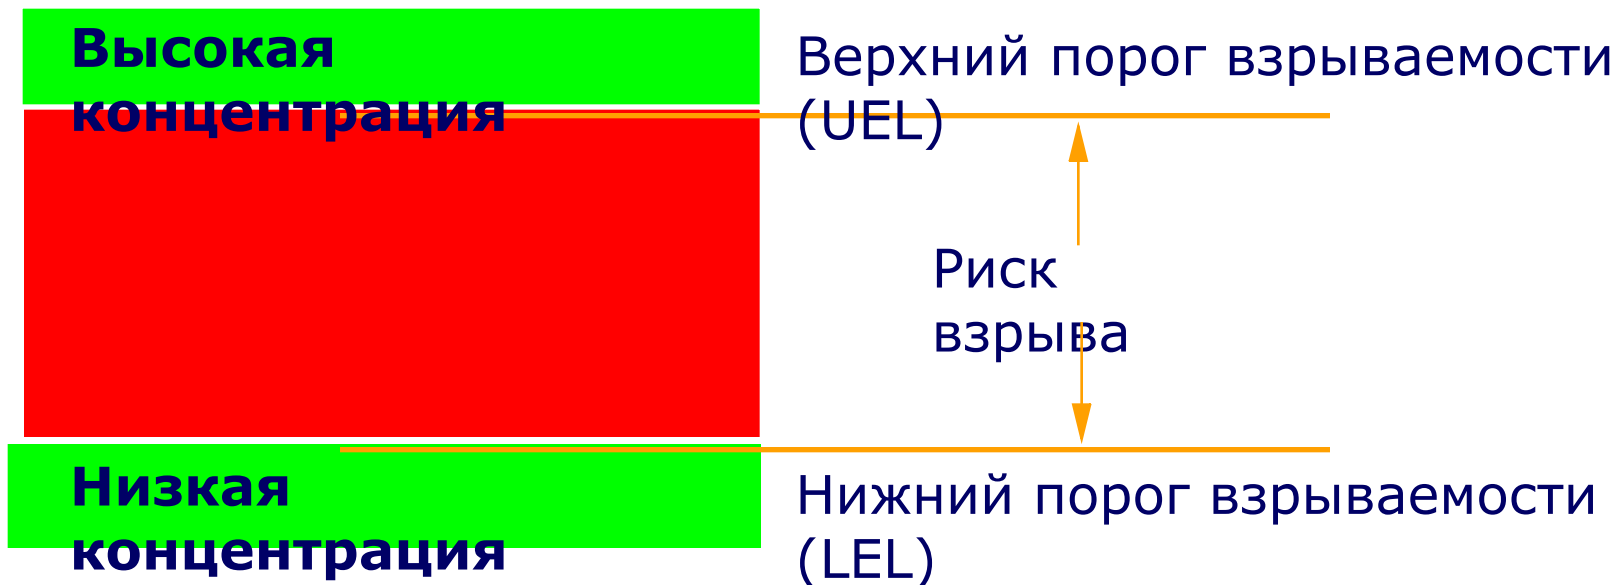 Высокая
концентрация
Верхний порог взрываемости
(UEL)
Риск
взрыва
Низкая
концентрация
Нижний порог взрываемости
(LEL)